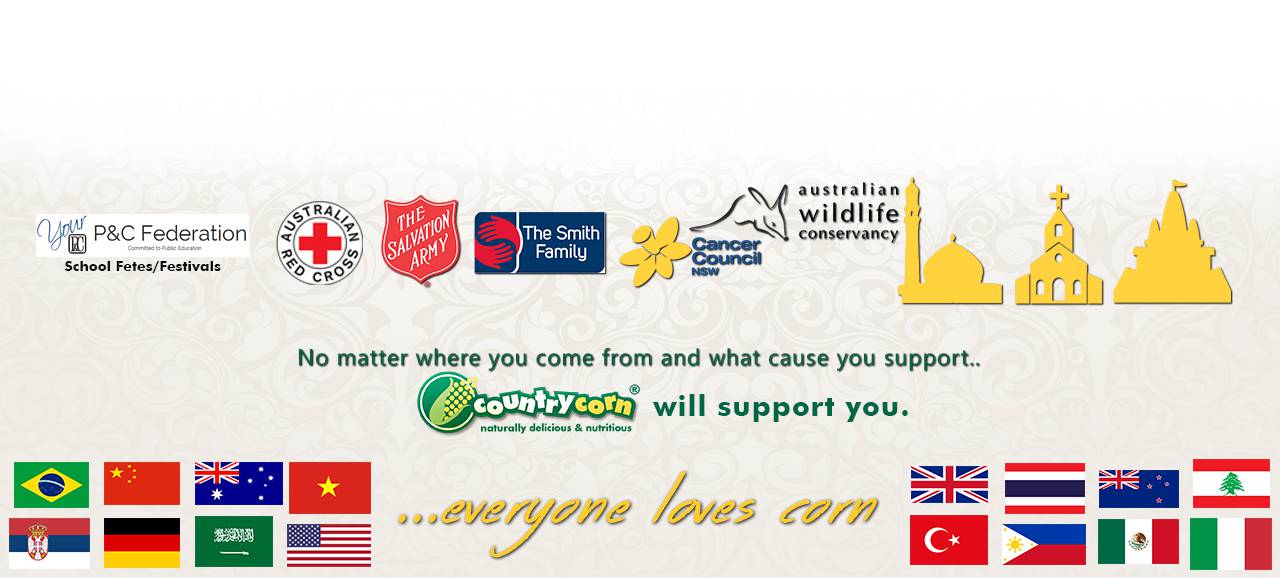 Your P&C Federation
Committed to Public Education
School Fetes/Festivals
AUSTRALIAN RED CROSS
THE
SALVATION
ARMY
The Smith
Family
Cancer
Council
NSW
australian
wildlife
conservancy
No matter where you come from and what cause you support..
countrycorn® will support you.
naturally delicious & nutritious
...everyone loves corn